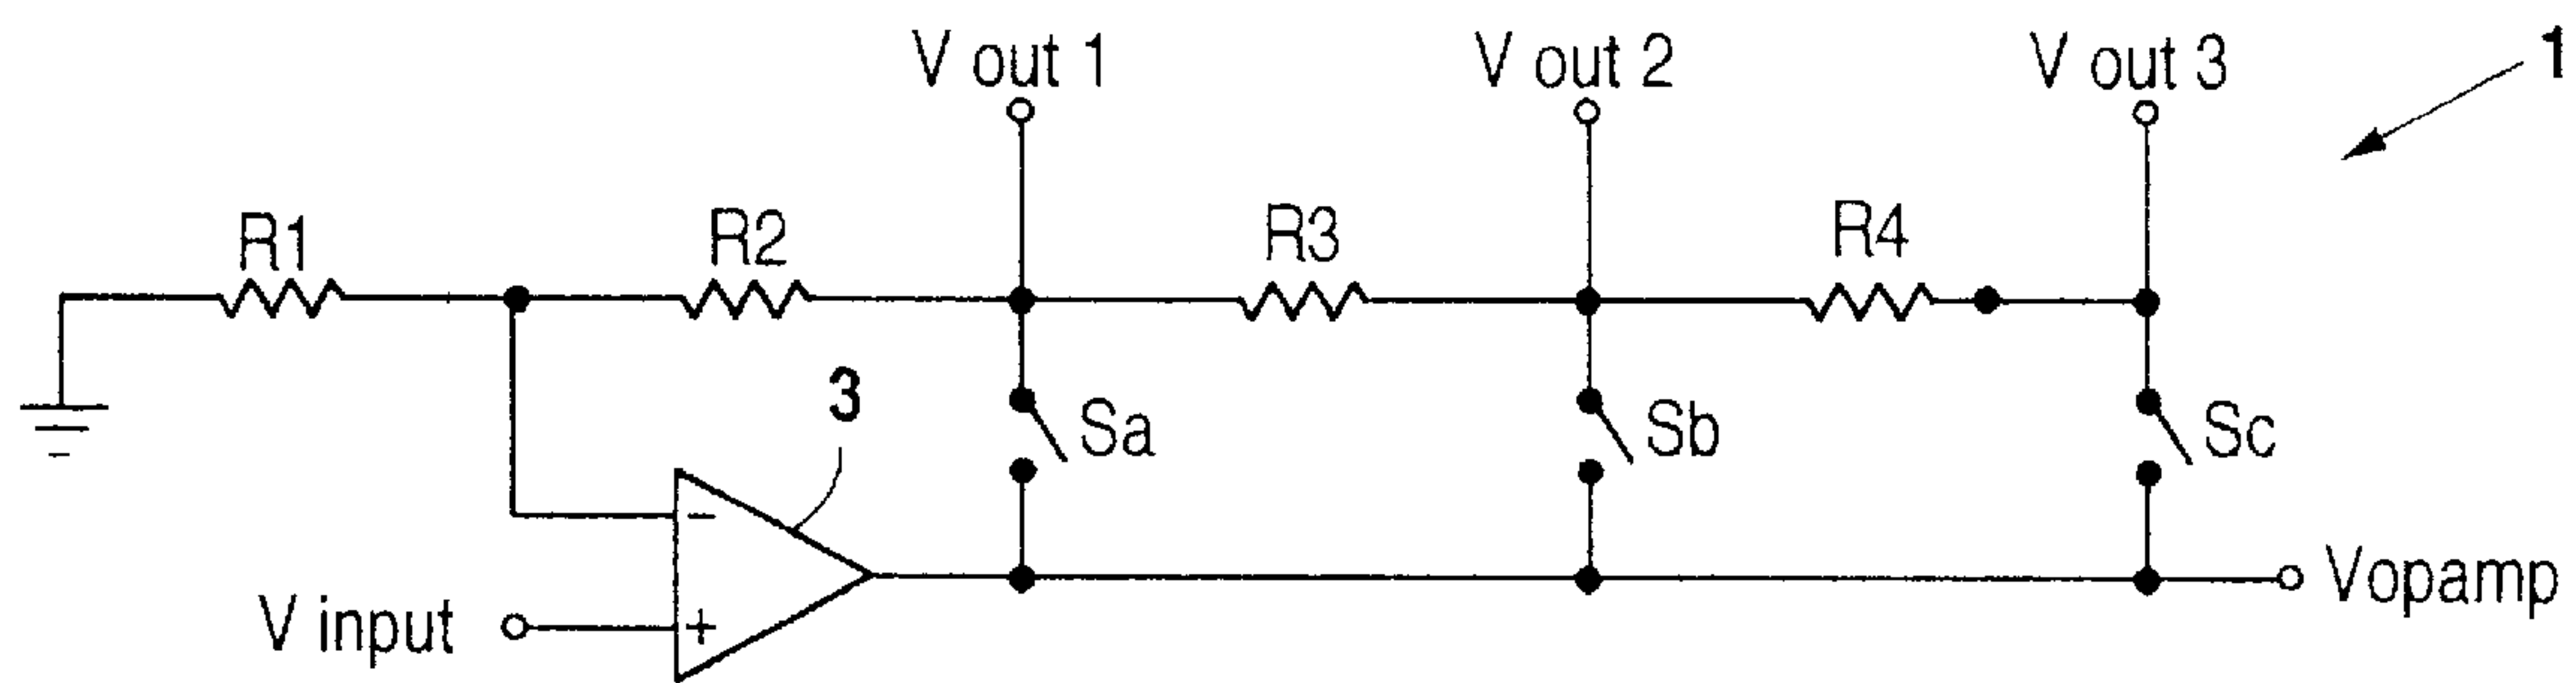 V out 1
V out 2
V out 3
1
R1
R2
R3
R4
3
Sa
Sb
Sc
−
+
V input
Vopamp